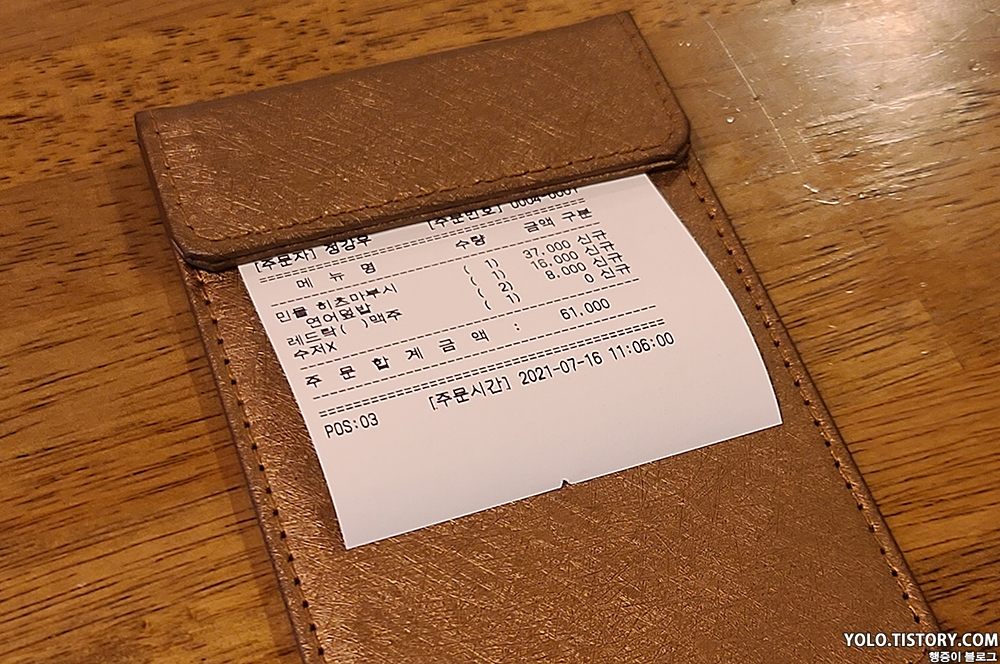 [주문자] 정강우 [주문번호] 0004-0001
메 뉴 명 수량 금액 구분
민물 히츠마부시 ( 1) 37,000 신규
연어덮밥 ( 1) 16,000 신규
레드락( )맥주 ( 2) 8,000 신규
수저X ( 1) 0 신규
주 문 합 계 금 액 : 61,000
[주문시간] 2021-07-16 11:06:00
POS:03
YOLO.TISTORY.COM
행중이 블로그